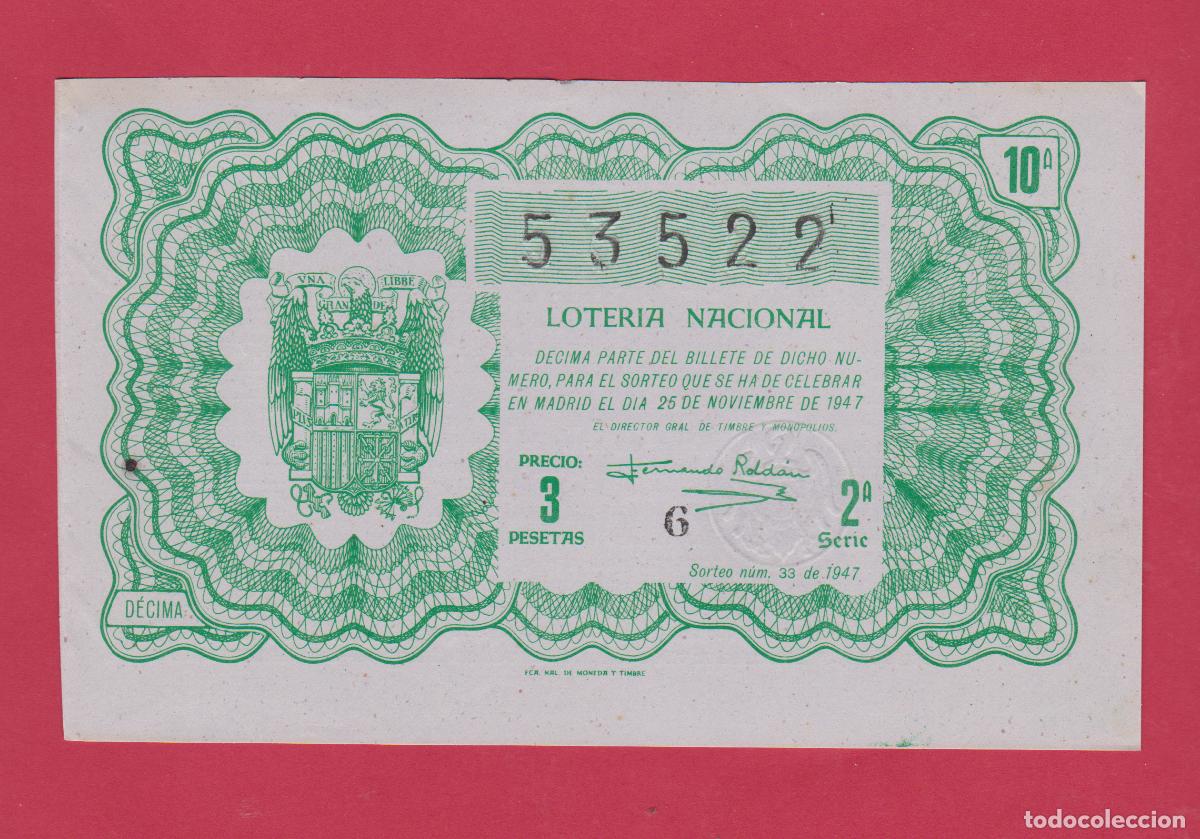 10ª
53522
VNA LIBRE
LOTERIA NACIONAL
DECIMA PARTE DEL BILLETE DE DICHO NU-
MERO, PARA EL SORTEO QUE SE HA DE CELEBRAR
EN MADRID EL DIA 25 DE NOVIEMBRE DE 1947
EL DIRECTOR GRAL DE TIMBRE Y MONOPOLIOS,
PRECIO:
3
PESETAS
Fernando Roldán
6
2ª
Serie
Sorteo núm. 33 de 1947
DÉCIMA
FCA. NAL. DE MONEDA Y TIMBRE
todocoleccion